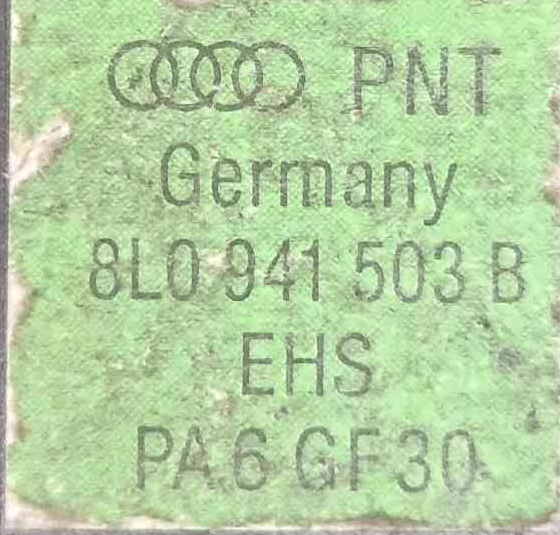 PNT
Germany
8L0 941 503 B
EHS
PA 6 GF 30